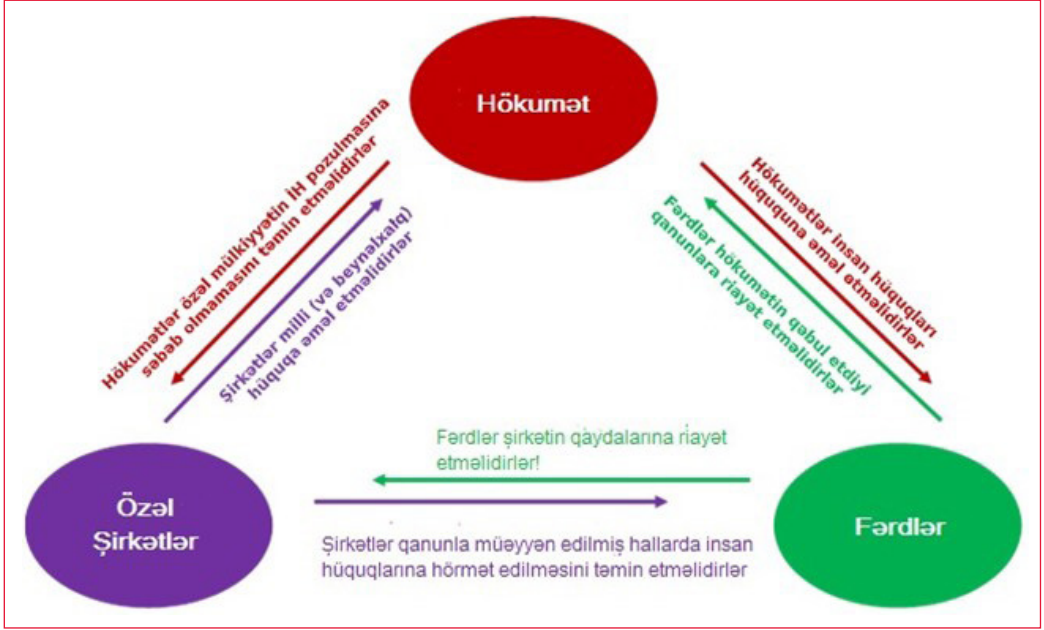 Hökumət
Hökumətlər özəl mülkiyyətin İH pozulmasına
səbəb olmamasını təmin etməlidirlər
Şirkətlər milli (və beynəlxalq)
hüquqa əməl etməlidirlər
Hökumətlər insan hüquqları
hüququna əməl etməlidirlər
Fərdlər hökumətin qəbul etdiyi
qanunlara riayət etməlidirlər
Fərdlər şirkətin qaydalarına riayət
etməlidirlər!
Özəl
Şirkətlər
Fərdlər
Şirkətlər qanunla müəyyən edilmiş hallarda insan
hüquqlarına hörmət edilməsini təmin etməlidirlər